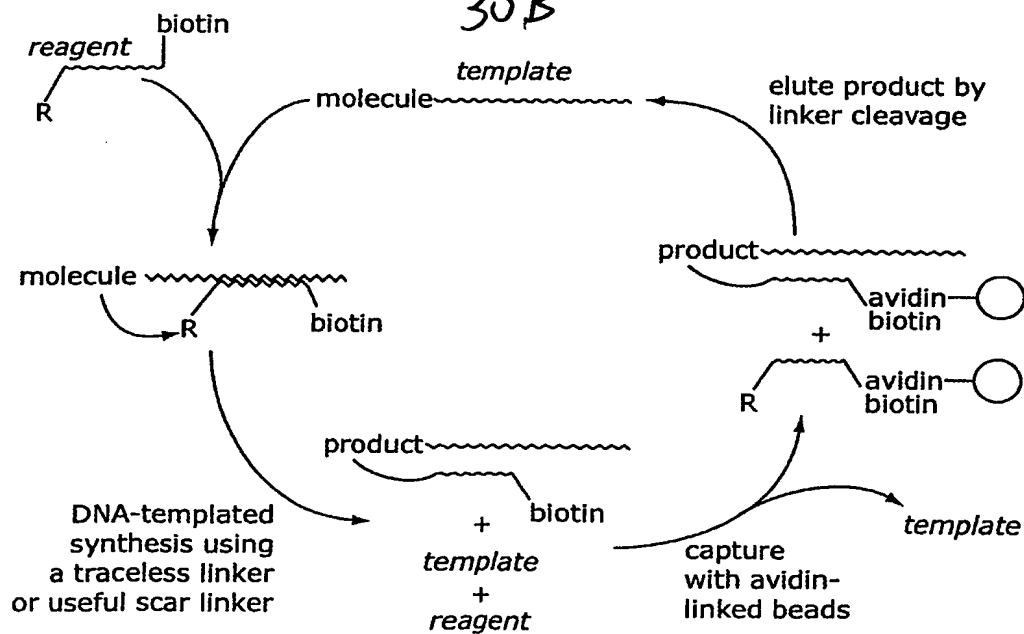 30B
biotin
reagent
R
template
molecule
elute product by
linker cleavage
molecule
R
biotin
product
avidin
biotin
+
R
avidin
biotin
product
biotin
+
template
+
reagent
DNA-templated
synthesis using
a traceless linker
or useful scar linker
capture
with avidin-
linked beads
template